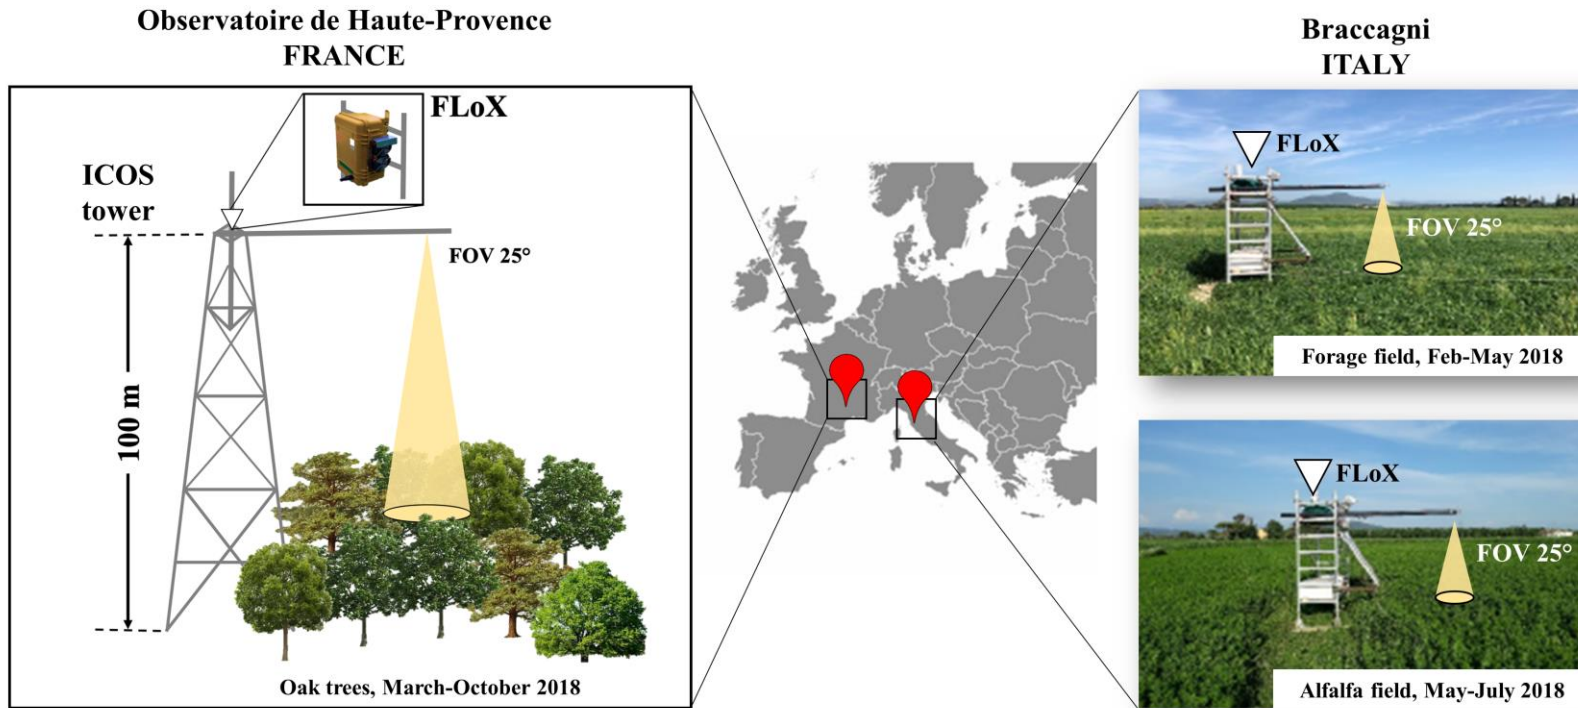 Observatoire de Haute-Provence
FRANCE
FLoX
ICOS
tower
FOV 25°
100 m
Oak trees, March-October 2018
Braccagni
ITALY
FLoX
FOV 25°
Forage field, Feb-May 2018
FLoX
FOV 25°
Alfalfa field, May-July 2018